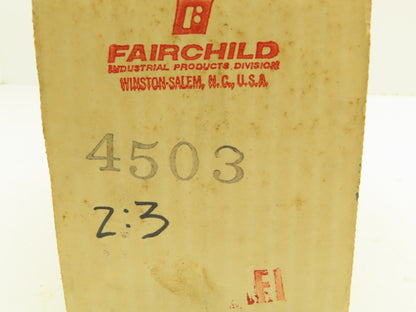 FAIRCHILD
INDUSTRIAL PRODUCTS DIVISION
WINSTON-SALEM, N.C., U.S.A.
4503
2:3